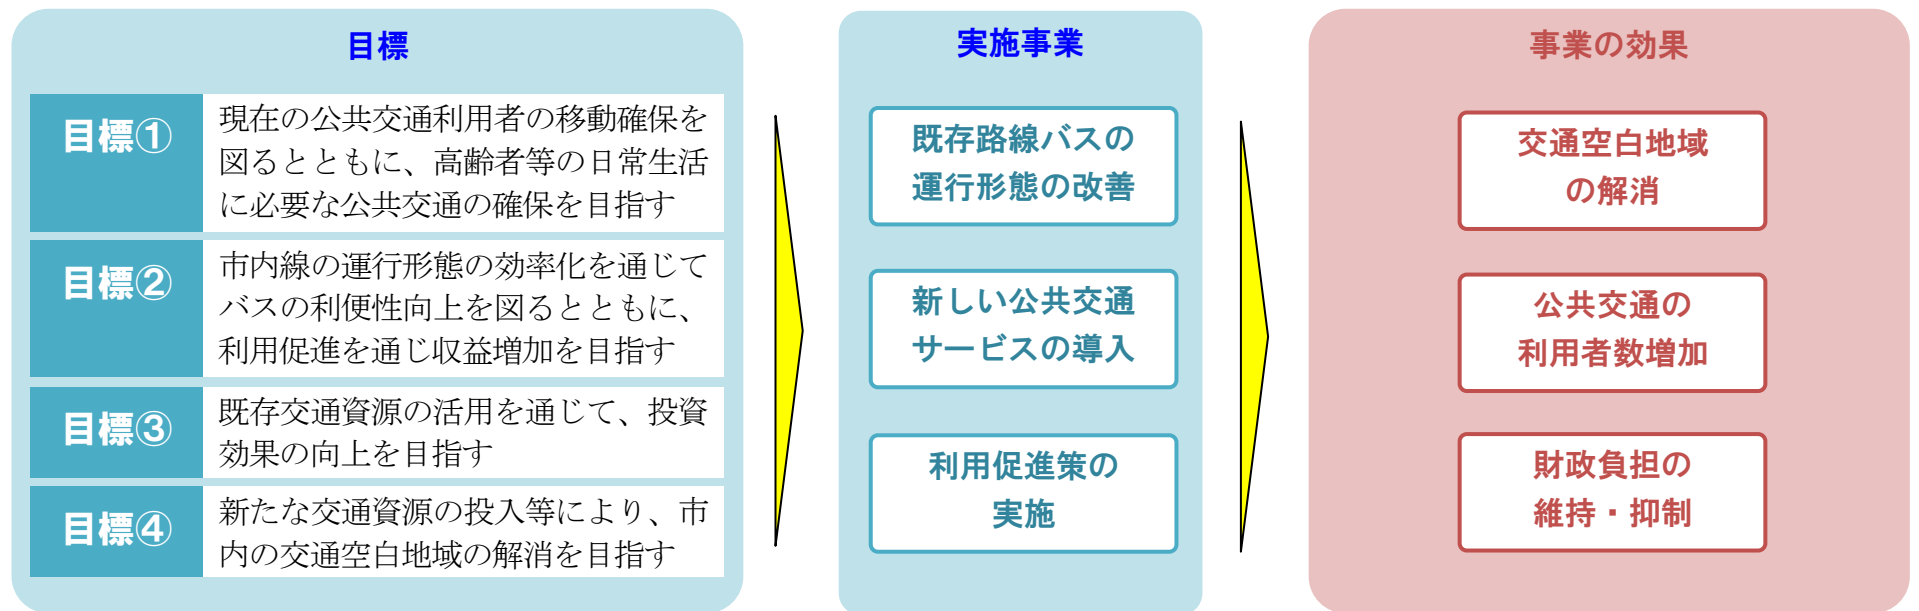 目標
目標①
現在の公共交通利用者の移動確保を
図るとともに、高齢者等の日常生活
に必要な公共交通の確保を目指す
目標②
市内線の運行形態の効率化を通じて
バスの利便性向上を図るとともに、
利用促進を通じ収益増加を目指す
目標③
既存交通資源の活用を通じて、投資
効果の向上を目指す
目標④
新たな交通資源の投入等により、市
内の交通空白地域の解消を目指す
実施事業
既存路線バスの
運行形態の改善
新しい公共交通
サービスの導入
利用促進策の
実施
事業の効果
交通空白地域
の解消
公共交通の
利用者数増加
財政負担の
維持・抑制